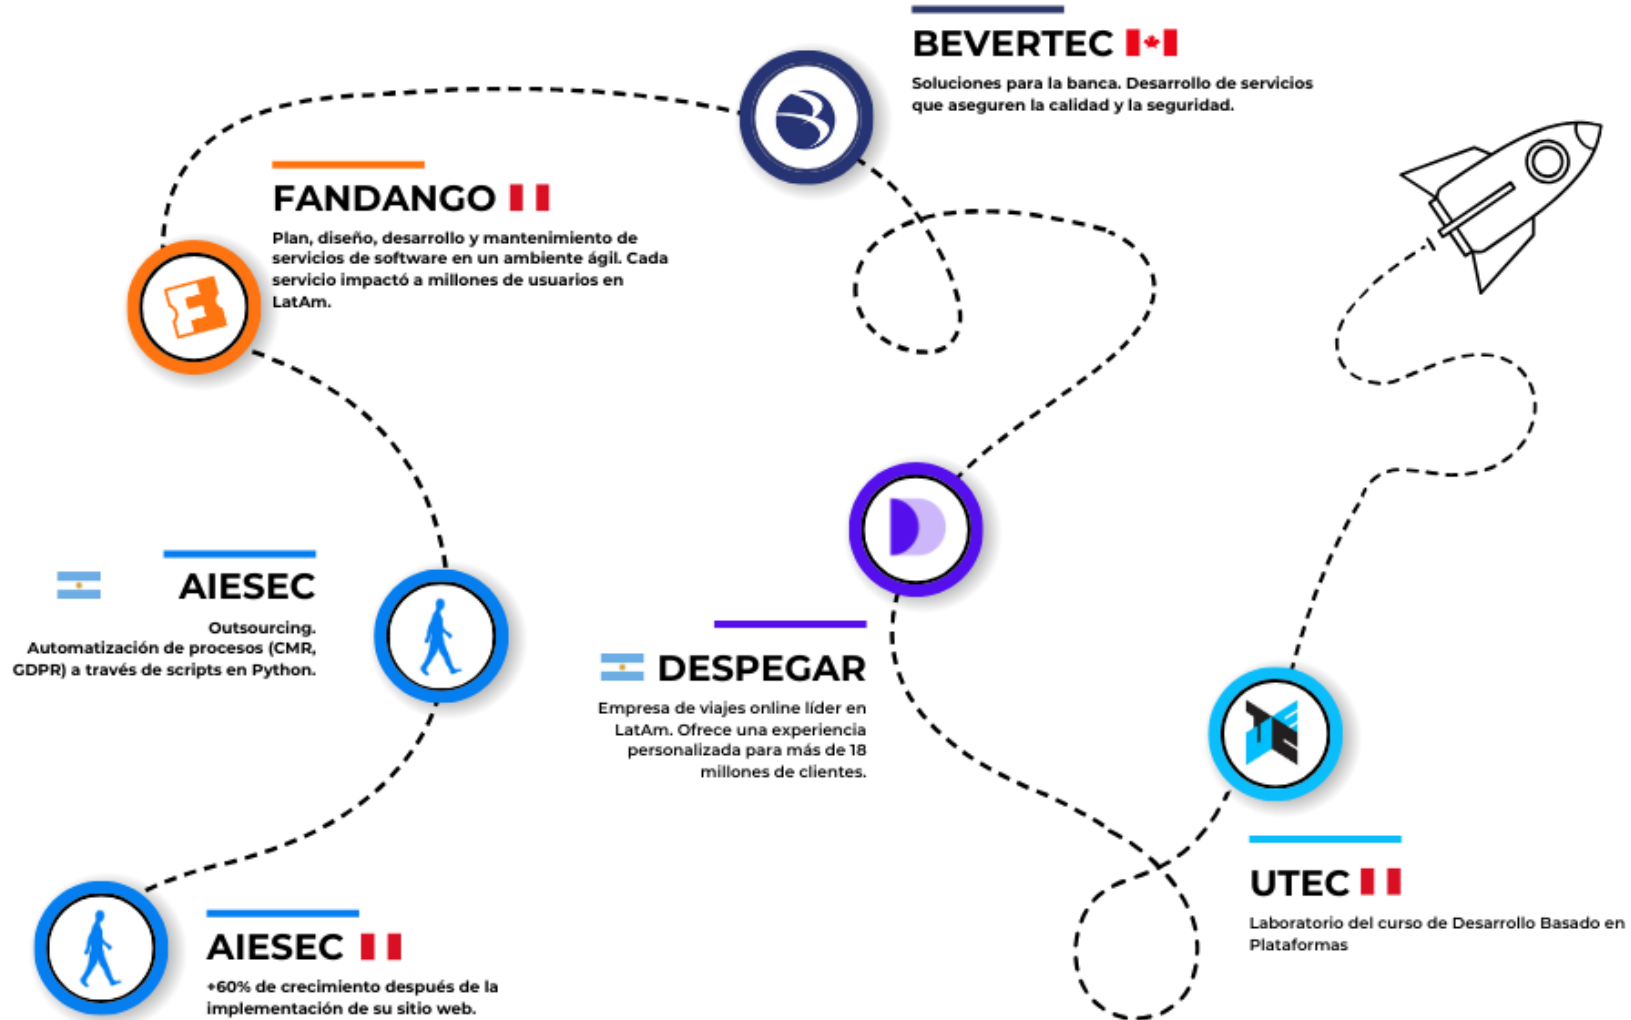 BEVERTEC
Soluciones para la banca. Desarrollo de servicios
que aseguren la calidad y la seguridad.
FANDANGO
Plan, diseño, desarrollo y mantenimiento de
servicios de software en un ambiente ágil. Cada
servicio impactó a millones de usuarios en
LatAm.
AIESEC
Outsourcing.
Automatización de procesos (CMR,
GDPR) a través de scripts en Python.
DESPEGAR
Empresa de viajes online líder en
LatAm. Ofrece una experiencia
personalizada para más de 18
millones de clientes.
UTEC
Laboratorio del curso de Desarrollo Basado en
Plataformas
AIESEC
+60% de crecimiento después de la
implementación de su sitio web.